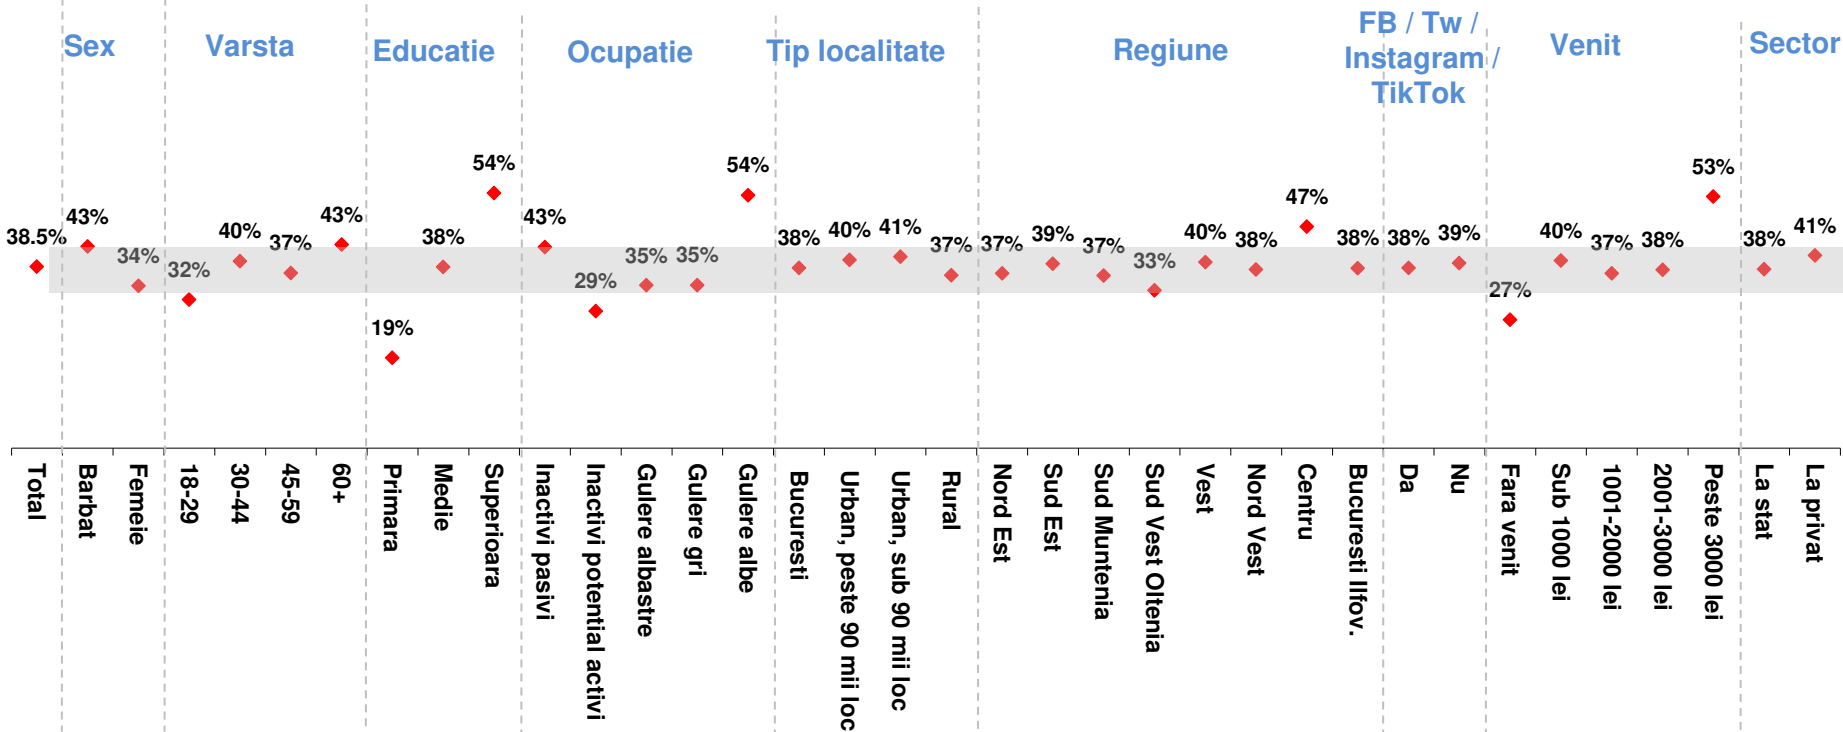 Sex
Varsta
Educatie
Ocupatie
Tip localitate
Regiune
FB / Tw /
Instagram /
TikTok
Venit
Sector
38.5%
43%
34%
32%
40%
37%
43%
19%
38%
54%
43%
29%
35%
35%
54%
38%
40%
41%
37%
37%
39%
37%
33%
40%
38%
47%
38%
38%
39%
27%
40%
37%
38%
53%
38%
41%
Total
Barbat
Femeie
18-29
30-44
45-59
60+
Primara
Medie
Superioara
Inactivi pasivi
Inactivi potential activi
Gulere albastre
Gulere gri
Gulere albe
Bucuresti
Urban, peste 90 mii loc
Urban, sub 90 mii loc
Rural
Nord Est
Sud Est
Sud Muntenia
Sud Vest Oltenia
Vest
Nord Vest
Centru
Bucuresti Ilfov.
Da
Nu
Fara venit
Sub 1000 lei
1001-2000 lei
2001-3000 lei
Peste 3000 lei
La stat
La privat